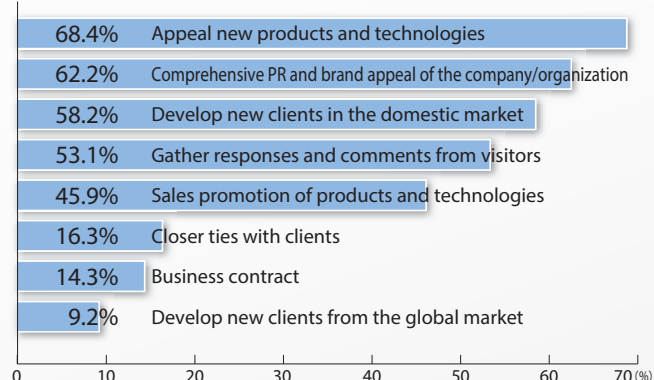 68.4% Appeal new products and technologies
62.2% Comprehensive PR and brand appeal of the company/organization
58.2% Develop new clients in the domestic market
53.1% Gather responses and comments from visitors
45.9% Sales promotion of products and technologies
16.3% Closer ties with clients
14.3% Business contract
9.2% Develop new clients from the global market
0 10 20 30 40 50 60 70 (%)